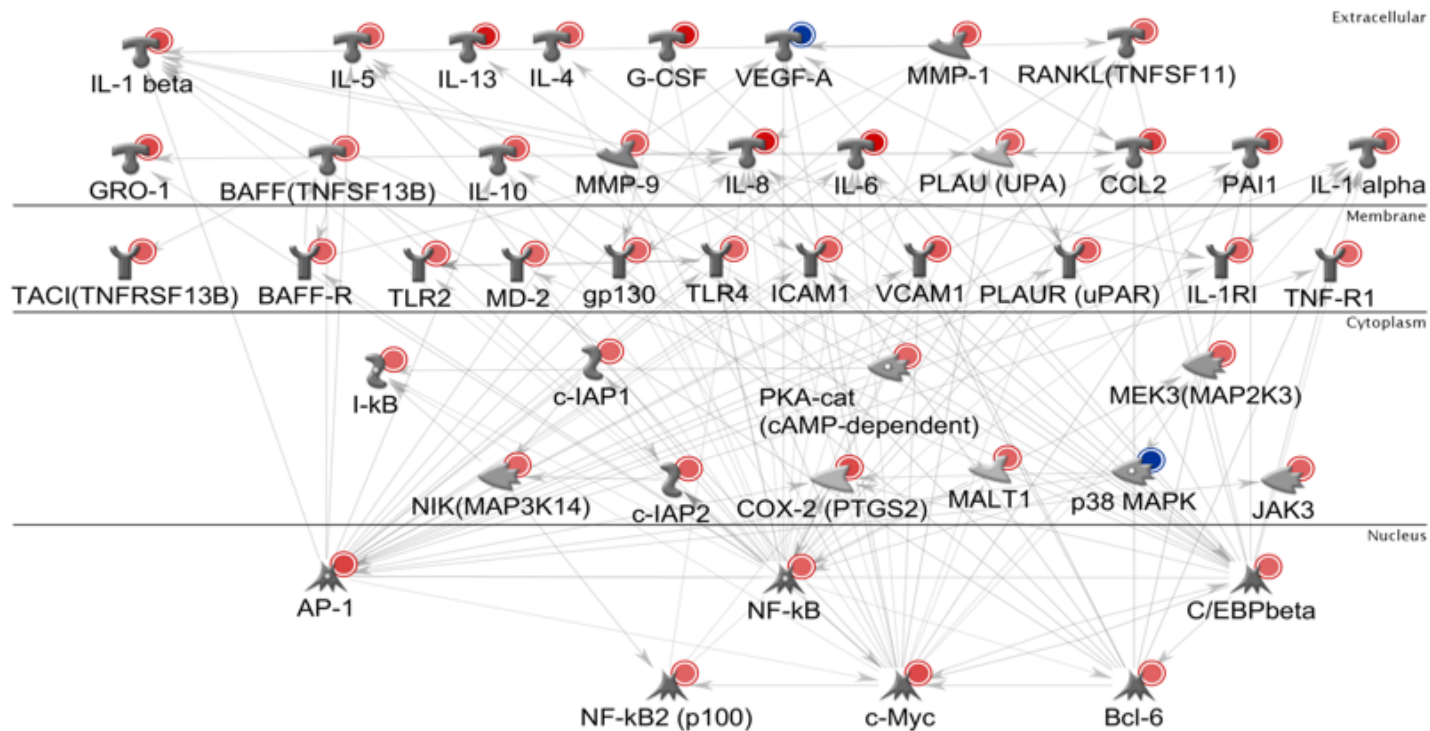 Extracellular
IL-1 beta
IL-5
IL-13
IL-4
G-CSF
VEGF-A
MMP-1
RANKL(TNFSF11)
GRO-1
BAFF(TNFSF13B)
IL-10
MMP-9
IL-8
IL-6
PLAU (UPA)
CCL2
PAI1
IL-1 alpha
Membrane
TACI(TNFRSF13B)
BAFF-R
TLR2
MD-2
gp130
TLR4
ICAM1
VCAM1
PLAUR (uPAR)
IL-1RI
TNF-R1
Cytoplasm
I-kB
c-IAP1
PKA-cat
(cAMP-dependent)
MEK3(MAP2K3)
NIK(MAP3K14)
c-IAP2
COX-2 (PTGS2)
MALT1
p38 MAPK
JAK3
Nucleus
AP-1
NF-kB
C/EBPbeta
NF-kB2 (p100)
c-Myc
Bcl-6